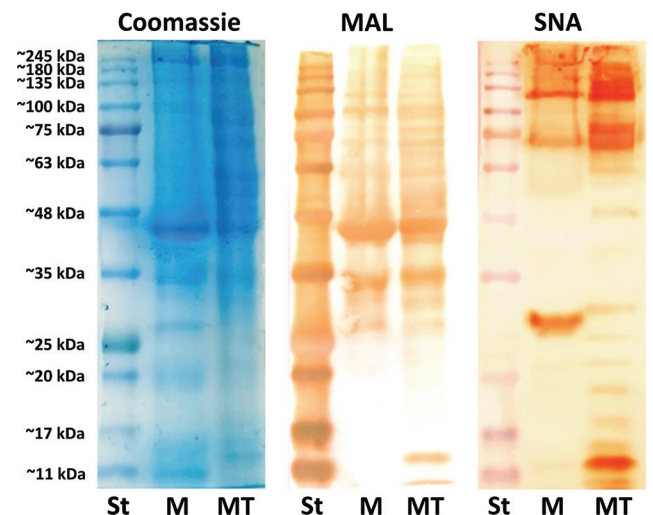 Coomassie MAL SNA
~245 kDa
~180 kDa
~135 kDa
~100 kDa
~75 kDa
~63 kDa
~48 kDa
~35 kDa
~25 kDa
~20 kDa
~17 kDa
~11 kDa
St M MT St M MT St M MT